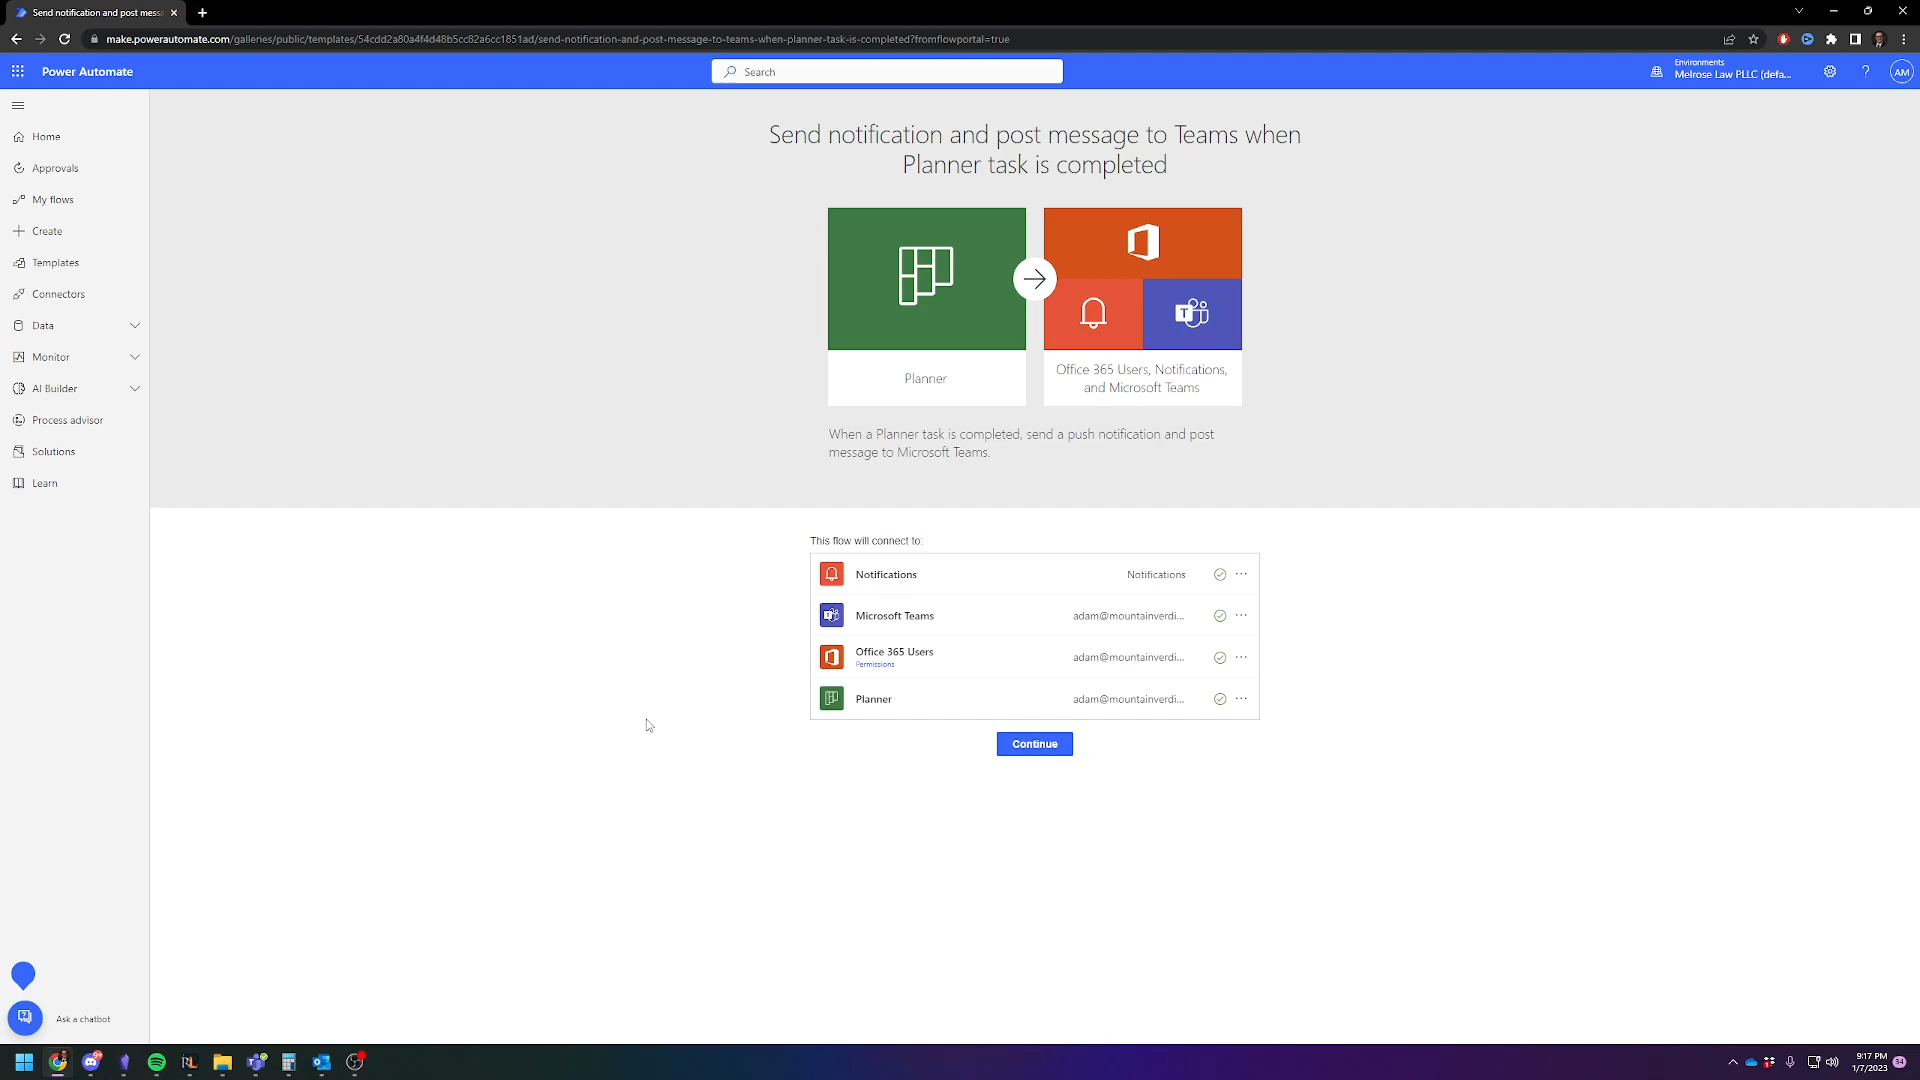 Send notification and post messa
make.powerautomate.com/galleries/public/templates/54cdd2a80a4f4d48b5cc82a6cc1851ad/send-notification-and-post-message-to-teams-when-planner-task-is-completed?fromflowportal=true
Power Automate
Search
Environments
Melrose Law PLLC (defa...
?
AM
Home
Approvals
My flows
Create
Templates
Connectors
Data
Monitor
AI Builder
Process advisor
Solutions
Learn
Send notification and post message to Teams when
Planner task is completed
Planner
Office 365 Users, Notifications,
and Microsoft Teams
When a Planner task is completed, send a push notification and post
message to Microsoft Teams.
This flow will connect to:
Notifications
Notifications
Microsoft Teams
adam@mountainverdi...
Office 365 Users
Permissions
adam@mountainverdi...
Planner
adam@mountainverdi...
Continue
Ask a chatbot
9:17 PM
1/7/2023
34